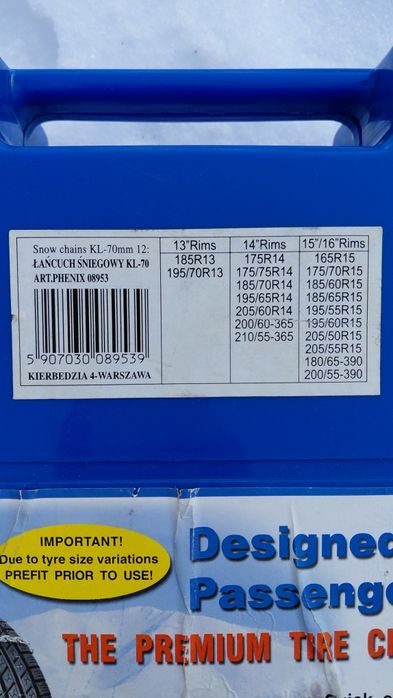 Snow chains KL-70mm 12:
ŁAŃCUCH ŚNIEGOWY KL-70
ART.PHENIX 08953
5 907030 089539
KIERBEDZIA 4-WARSZAWA
13"Rims
185R13
195/70R13
14"Rims
175R14
175/75R14
185/70R14
195/65R14
205/60R14
200/60-365
210/55-365
15"/16"Rims
165R15
175/70R15
185/60R15
185/65R15
195/55R15
195/60R15
205/50R15
205/55R15
180/65-390
200/55-390
IMPORTANT!
Due to tyre size variations
PREFIT PRIOR TO USE!
Designed
Passenge
THE PREMIUM TIRE C